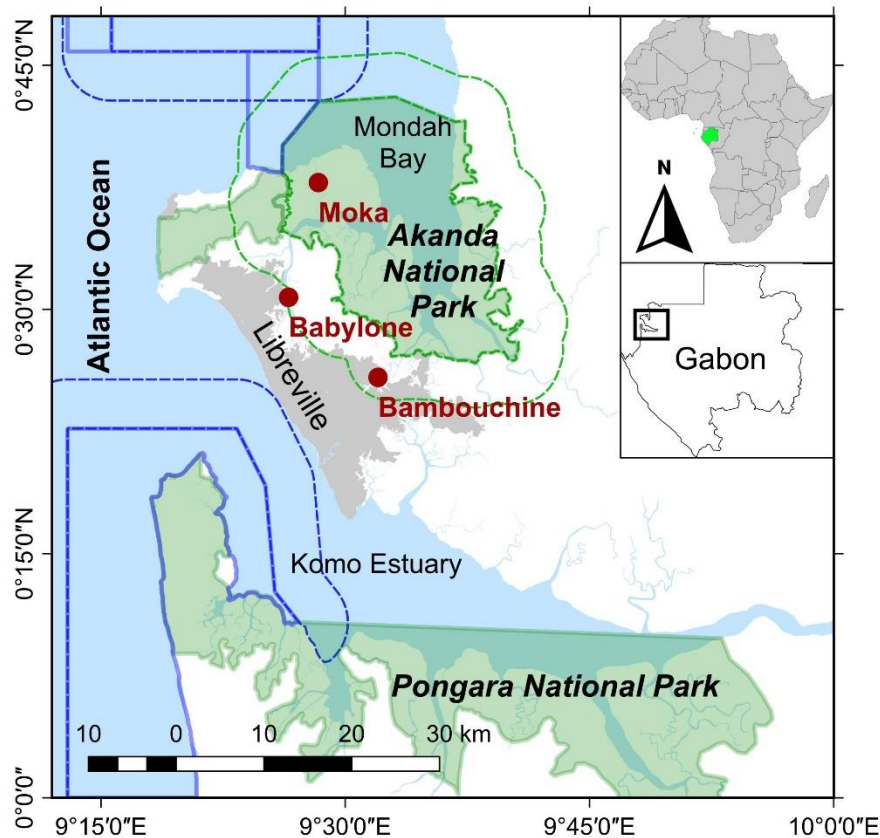 0°45′0″N
0°30′0″N
0°15′0″N
0°0′0″
Atlantic Ocean
Mondah
Bay
Moka
Akanda
National
Park
Babylone
Libreville
Bambouchine
Komo Estuary
Pongara National Park
10 0 10 20 30 km
9°15′0″E 9°30′0″E 9°45′0″E 10°0′0″E
N
Gabon